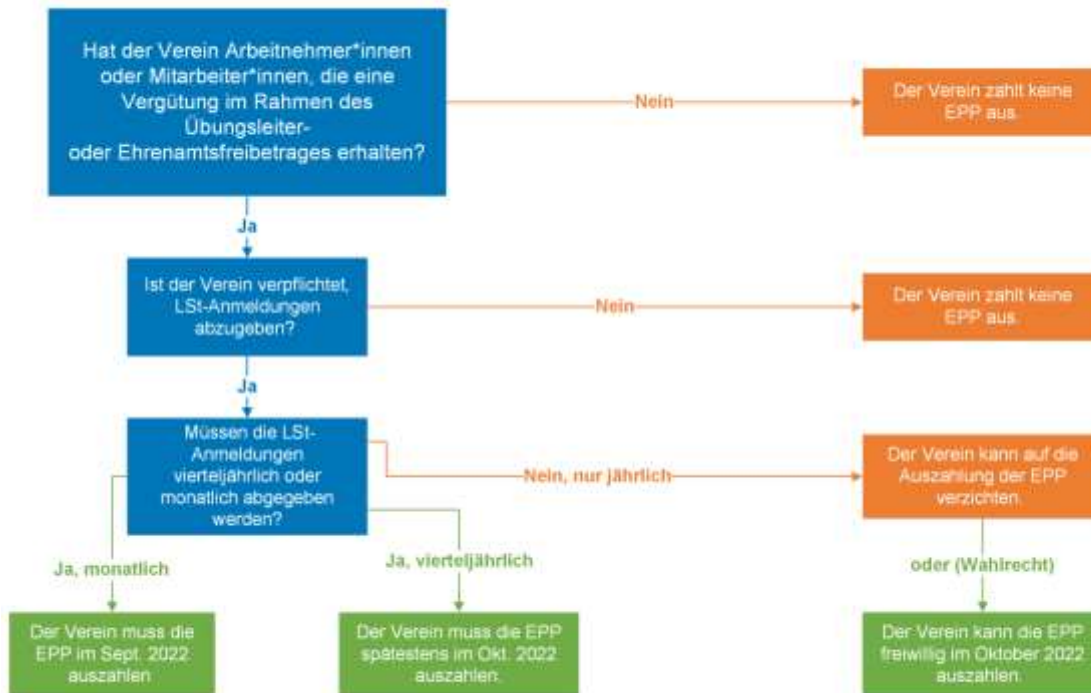 Hat der Verein Arbeitnehmer*innen
oder Mitarbeiter*innen, die eine
Vergütung im Rahmen des
Übungsleiter-
oder Ehrenamtsfreibetrages erhalten?
Nein
Der Verein zahlt keine
EPP aus.
Ja
Ist der Verein verpflichtet,
LSt-Anmeldungen
abzugeben?
Nein
Der Verein zahlt keine
EPP aus.
Ja
Müssen die LSt-
Anmeldungen
vierteljährlich oder
monatlich abgegeben
werden?
Nein, nur jährlich
Der Verein kann auf die
Auszahlung der EPP
verzichten.
Ja, monatlich
Ja, vierteljährlich
oder (Wahlrecht)
Der Verein muss die
EPP im Sept. 2022
auszahlen
Der Verein muss die EPP
spätestens im Okt. 2022
auszahlen.
Der Verein kann die EPP
freiwillig im Oktober 2022
auszahlen.